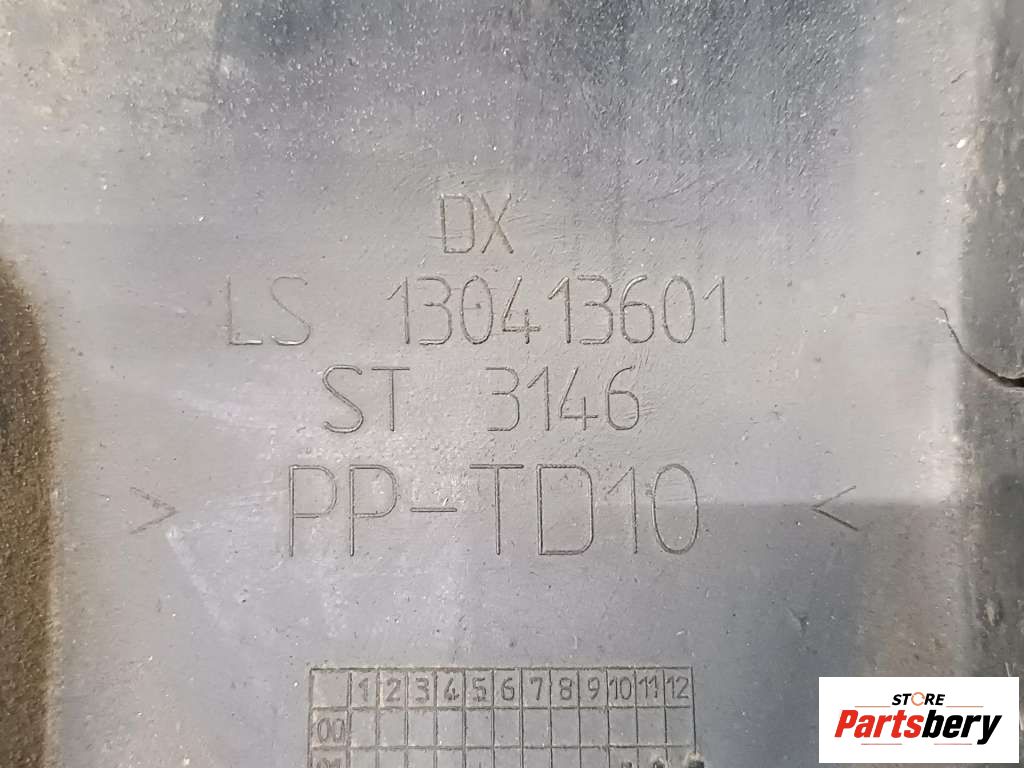 DX
LS 130413601
ST 3146
> PP-TD10 <
1 2 3 4 5 6 7 8 9 10 11 12
00
01
STORE
Partsbery